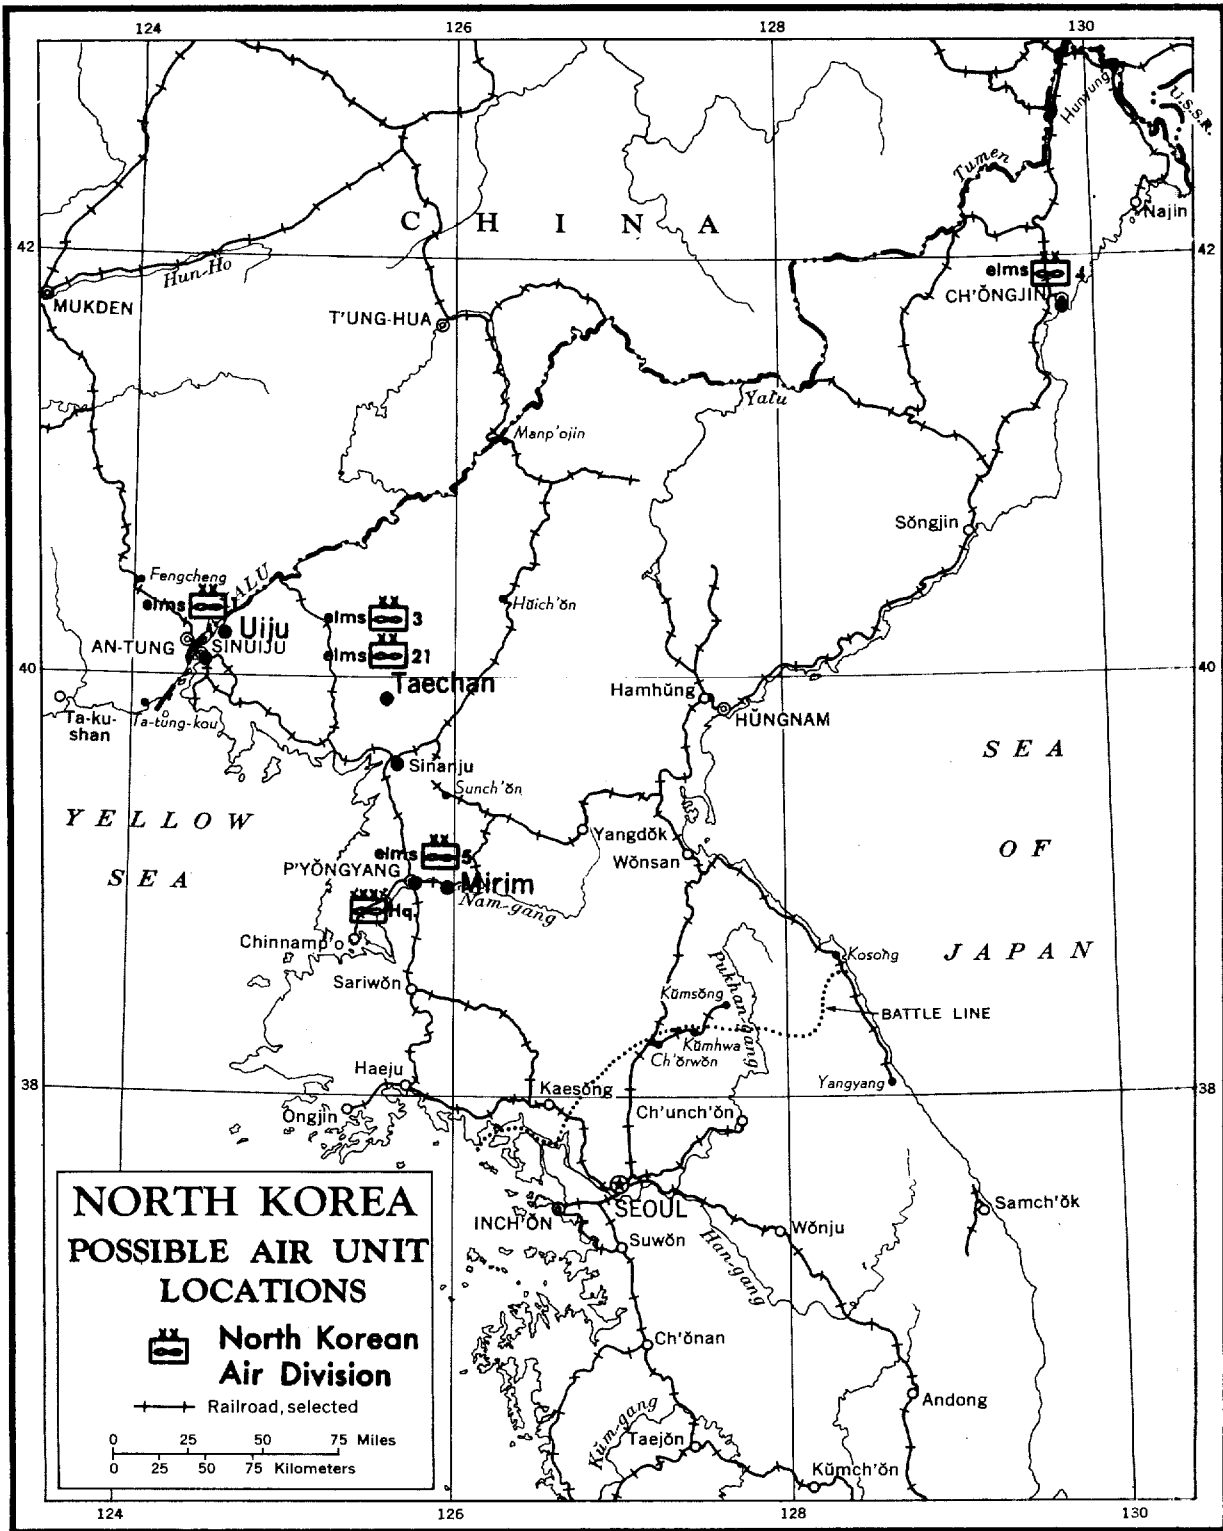 124 126 128 130
Hunyung
U.S.S.R.
Tumen
Najin
C H I N A
42 42
Hun-Ho
elms 4
MUKDEN
CH'ŎNGJIN
T'UNG-HUA
Yalu
Manp'ojin
Sŏngjin
Fengcheng
YALU
elms 1
Hŭich'ŏn
elms 3
Uiju
AN-TUNG
SINUIJU
elms 21
40 40
Taechan
Hamhŭng
Ta-ku-
shan
Ta-tung-kou
HŬNGNAM
SEA
OF
JAPAN
Sinanju
Sunch'ŏn
YELLOW
SEA
Yangdŏk
Wŏnsan
elms 5
P'YŎNGYANG
Mirim
Nam-gang
Hq.
Chinnamp'o
Kosong
Pukhan-gang
Sariwŏn
Kŭmsŏng
BATTLE LINE
Kŭmhwa
Ch'ŏrwŏn
Haeju
Yangyang
38 38
Kaesŏng
Ongjin
Ch'unch'ŏn
SEOUL
INCH'ŎN
Samch'ŏk
Wŏnju
Suwŏn
Han-gang
Ch'ŏnan
Andong
Kŭm-gang
Taejŏn
Kŭmch'ŏn
NORTH KOREA
POSSIBLE AIR UNIT
LOCATIONS
North Korean
Air Division
Railroad, selected
0 25 50 75 Miles
0 25 50 75 Kilometers
124 126 128 130